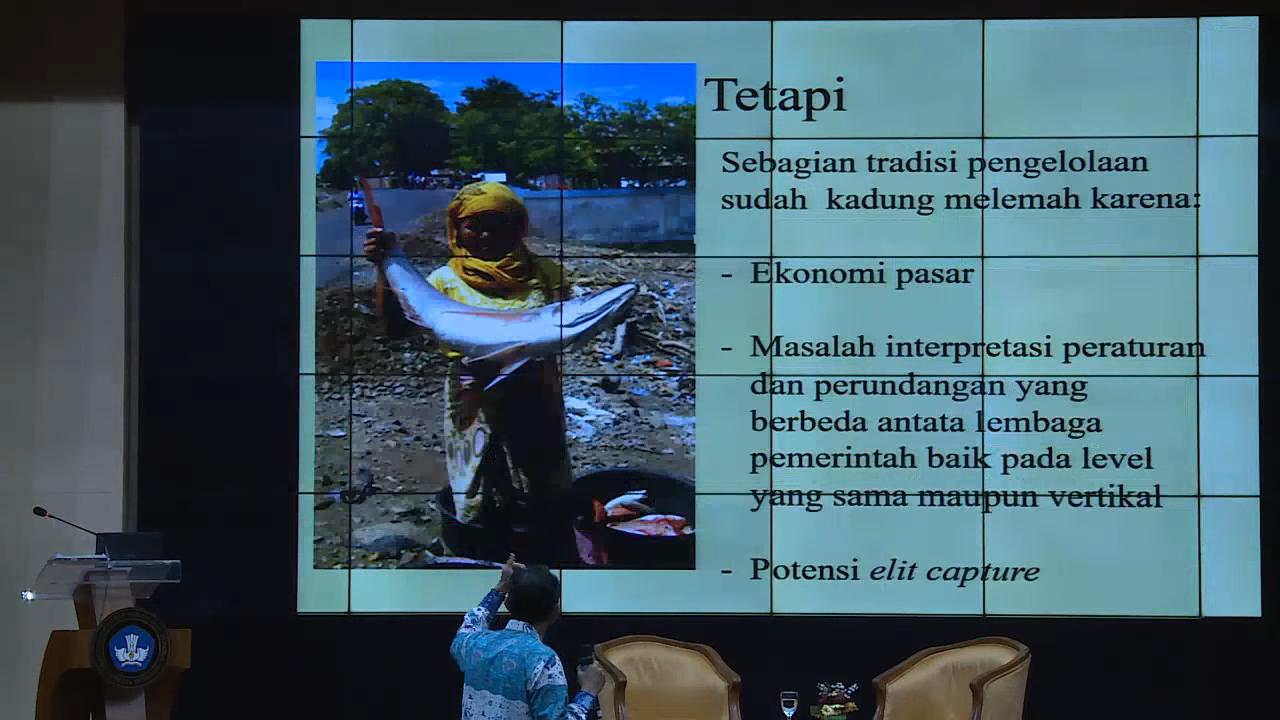 Tetapi
Sebagian tradisi pengelolaan
sudah kadung melemah karena:
- Ekonomi pasar
- Masalah interpretasi peraturan
dan perundangan yang
berbeda antata lembaga
pemerintah baik pada level
yang sama maupun vertikal
- Potensi elit capture